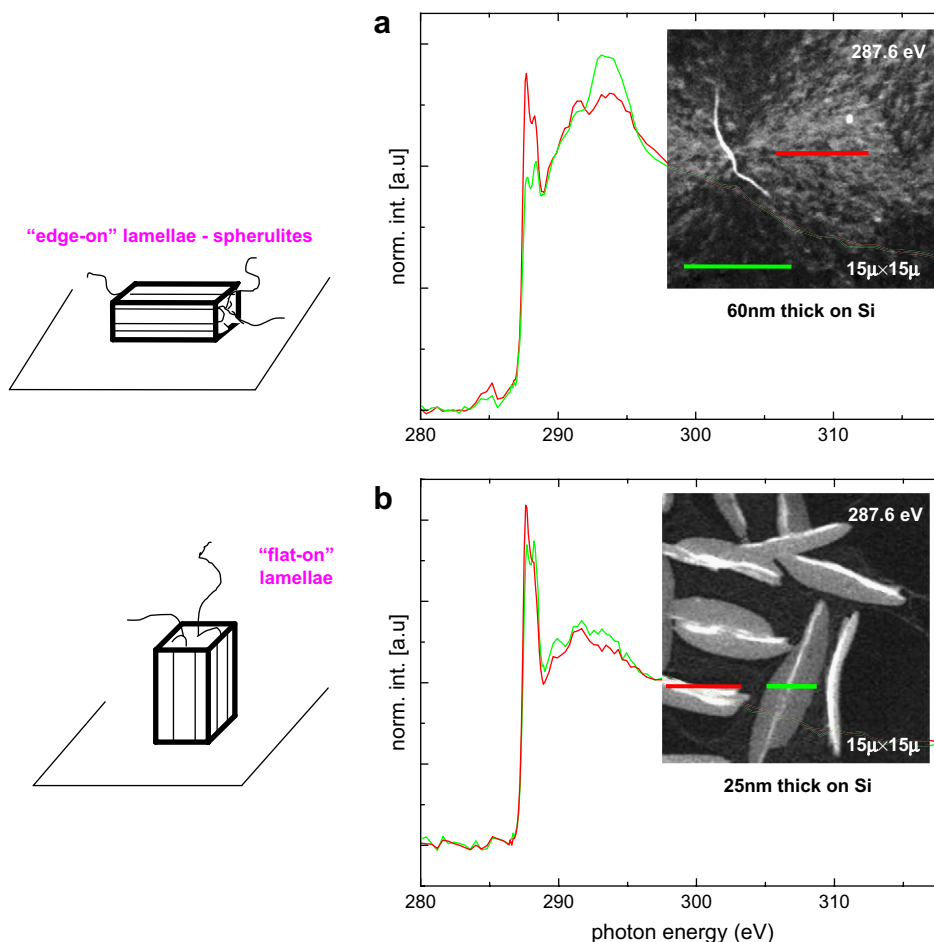 “edge-on” lamellae - spherulites
“flat-on”
lamellae
a
norm. int. [a.u]
287.6 eV
15μ×15μ
60nm thick on Si
280
290
300
310
b
norm. int. [a.u]
287.6 eV
15μ×15μ
25nm thick on Si
280
290
300
310
photon energy (eV)